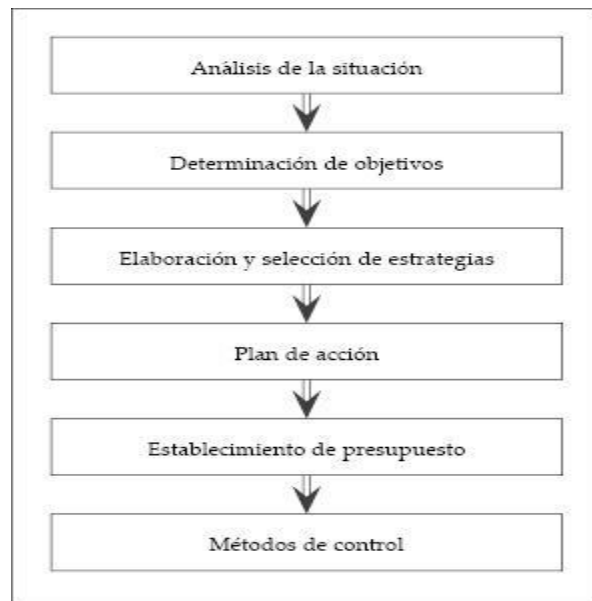 Análisis de la situación
Determinación de objetivos
Elaboración y selección de estrategias
Plan de acción
Establecimiento de presupuesto
Métodos de control